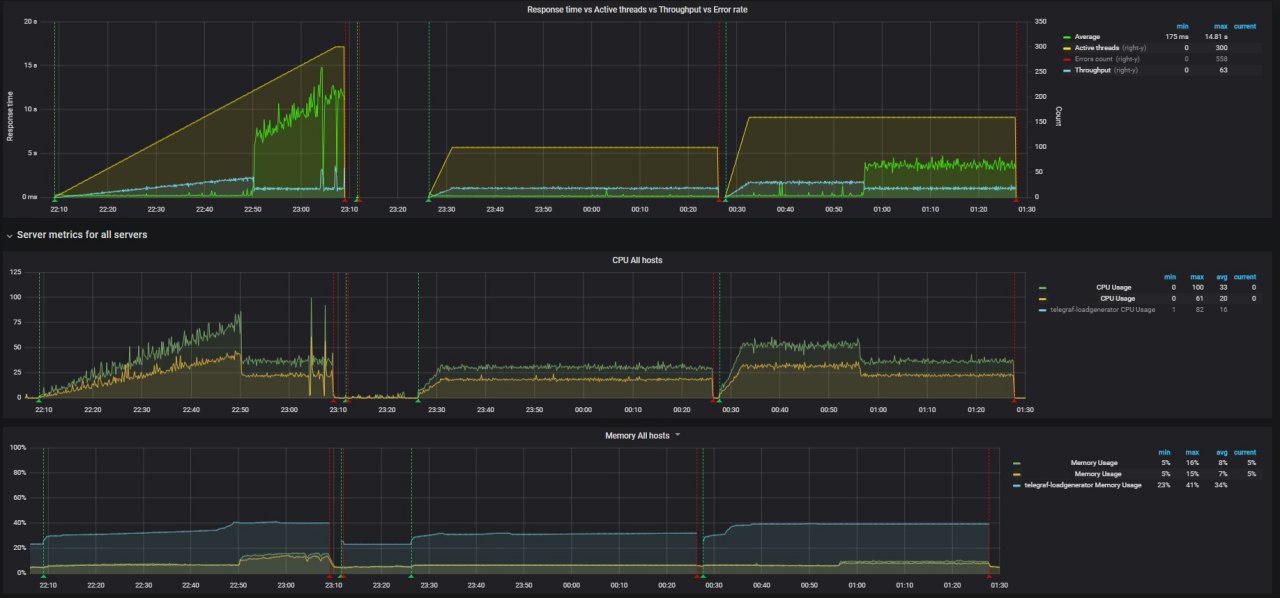 Response time vs Active threads vs Throughput vs Error rate
20 s
15 s
10 s
5 s
0 ms
Response time
350
300
250
200
150
100
50
0
Count
22:10 22:20 22:30 22:40 22:50 23:00 23:10 23:20 23:30 23:40 23:50 00:00 00:10 00:20 00:30 00:40 00:50 01:00 01:10 01:20 01:30
min max current
Average 175 ms 14.81 s
Active threads (right-y) 0 300
Errors count (right-y) 0 558
Throughput (right-y) 0 63
Server metrics for all servers
CPU All hosts
125
100
75
50
25
0
22:10 22:20 22:30 22:40 22:50 23:00 23:10 23:20 23:30 23:40 23:50 00:00 00:10 00:20 00:30 00:40 00:50 01:00 01:10 01:20 01:30
min max avg current
CPU Usage 0 100 33 0
CPU Usage 0 61 20 0
telegraf-loadgenerator CPU Usage 1 82 16
Memory All hosts
100%
80%
60%
40%
20%
0%
22:10 22:20 22:30 22:40 22:50 23:00 23:10 23:20 23:30 23:40 23:50 00:00 00:10 00:20 00:30 00:40 00:50 01:00 01:10 01:20 01:30
min max avg current
Memory Usage 5% 16% 8% 5%
Memory Usage 5% 15% 7% 5%
telegraf-loadgenerator Memory Usage 23% 41% 34%